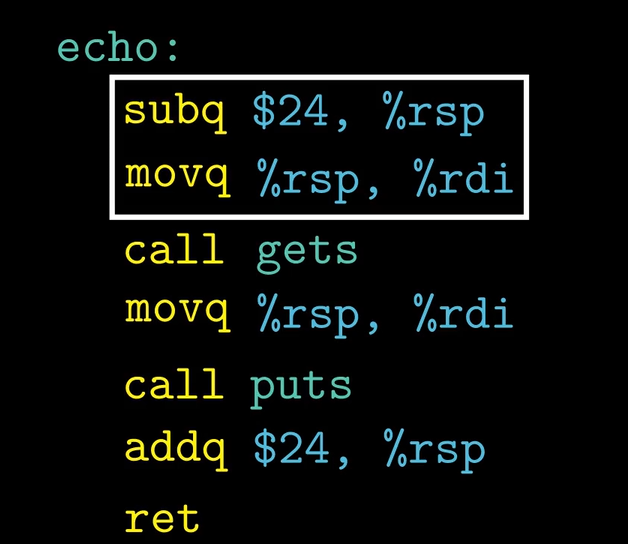 echo:
subq $24, %rsp
movq %rsp, %rdi
call gets
movq %rsp, %rdi
call puts
addq $24, %rsp
ret